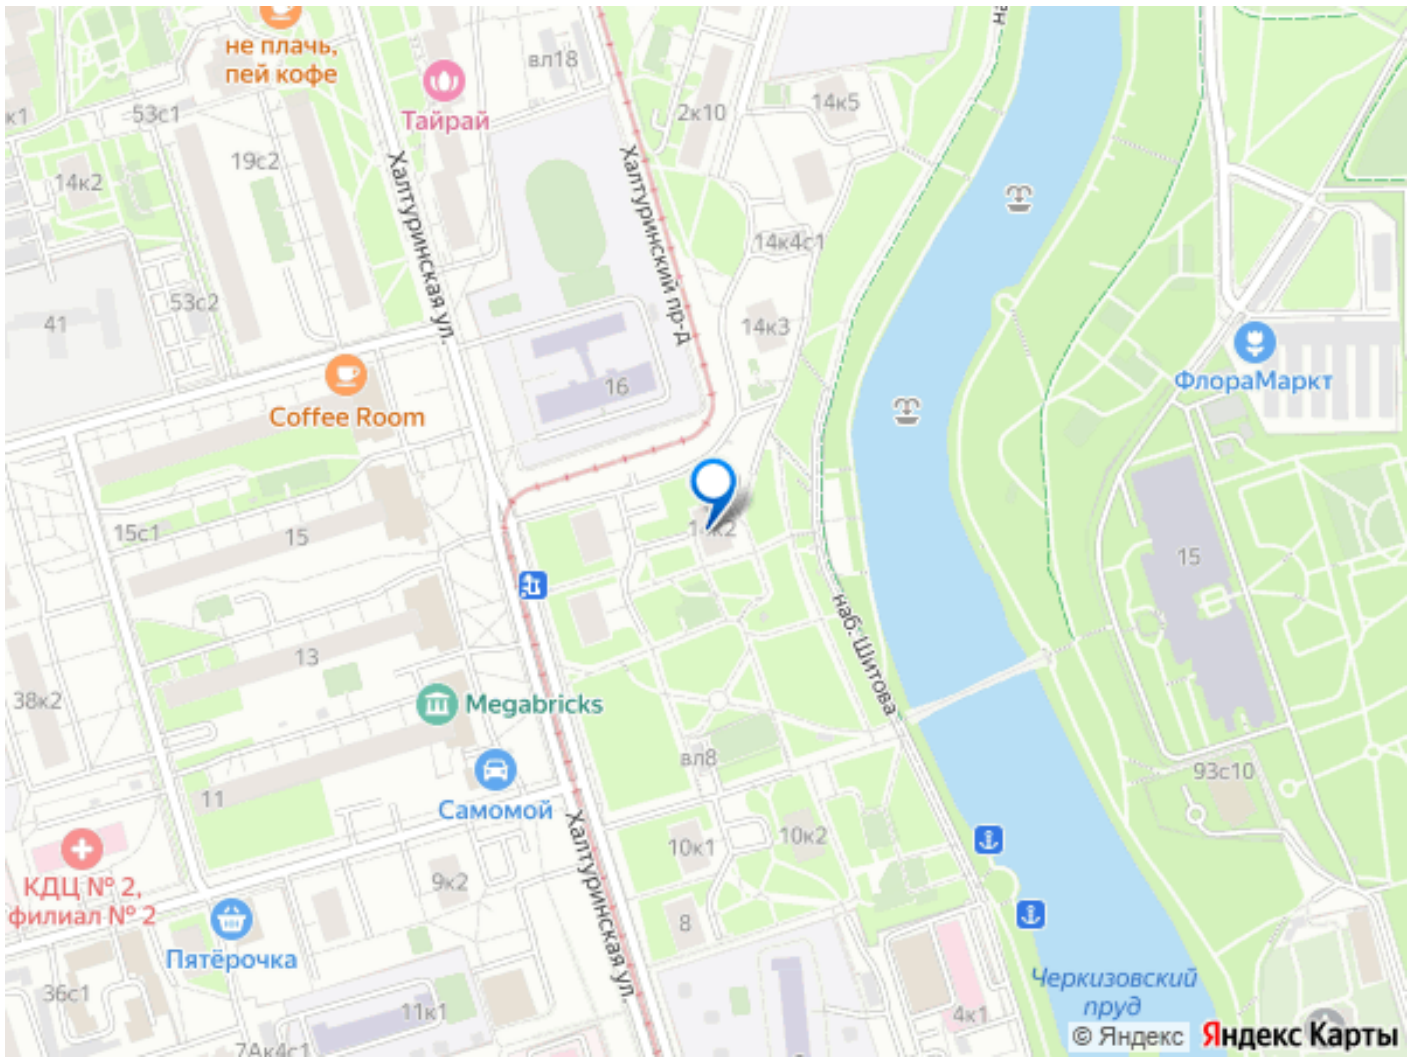 не плачь,
пей кофе
вл18
на
Н
Тайрай
53с1
к1
2к10
14к5
19с2
14к2
Халтуринская ул.
Халтуринский пр-д
14к4с1
53с2
41
14к3
16
ФлораМаркт
Coffee Room
15с1
15
14к2
15
наб. Шитова
13
38к2
Megabricks
вл8
93с10
11
Самомой
Халтуринская ул.
10к1
10к2
КДЦ № 2,
филиал № 2
9к2
8
Пятёрочка
Черкизовский
пруд
36с1
11к1
4к1
7Ак4с1
© Яндекс
Яндекс Карты